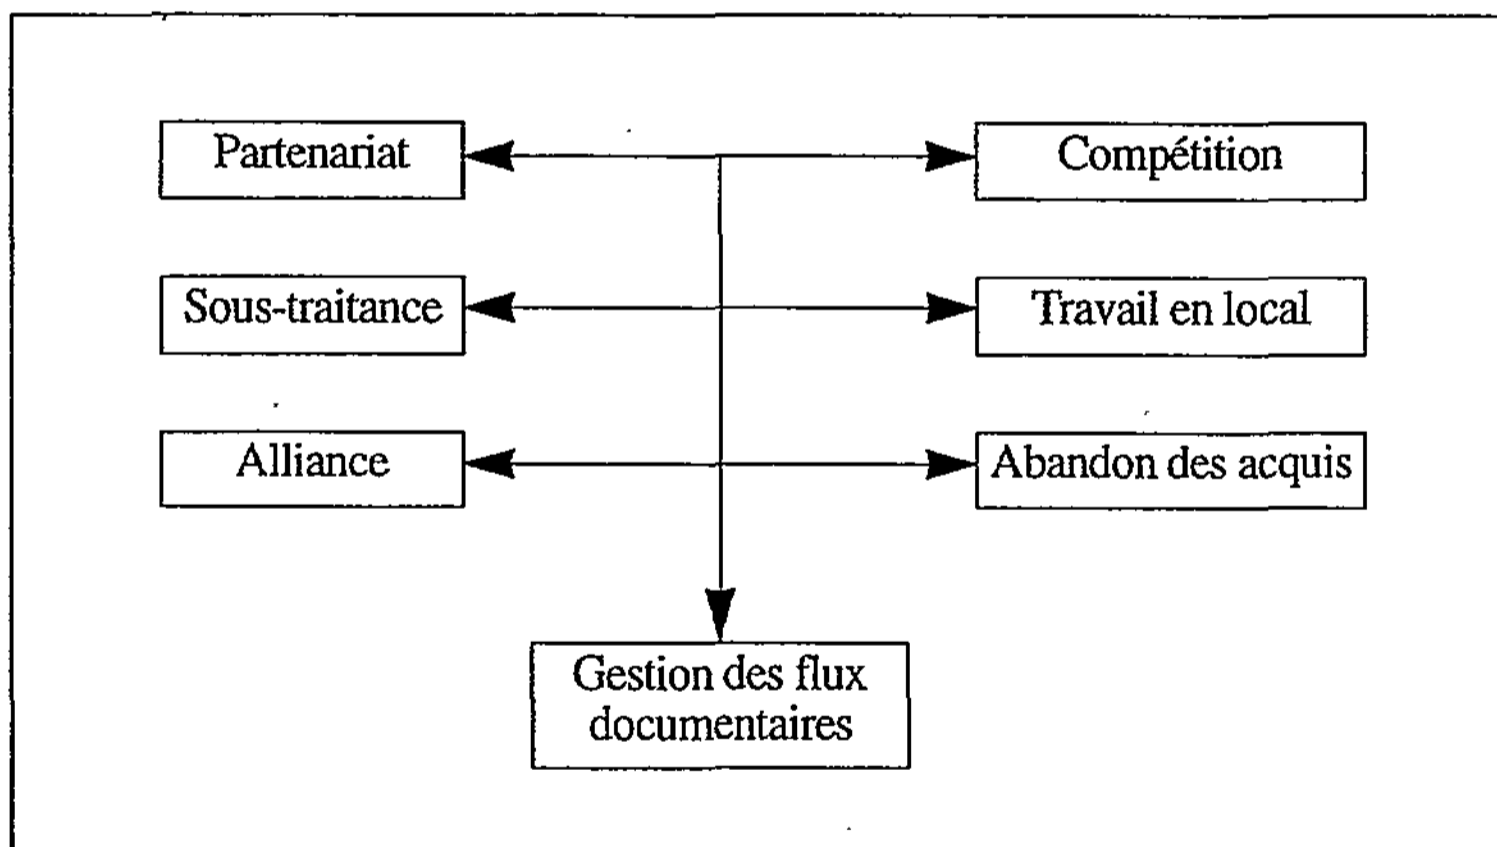 Partenariat
Compétition
Sous-traitance
Travail en local
Alliance
Abandon des acquis
Gestion des flux
documentaires